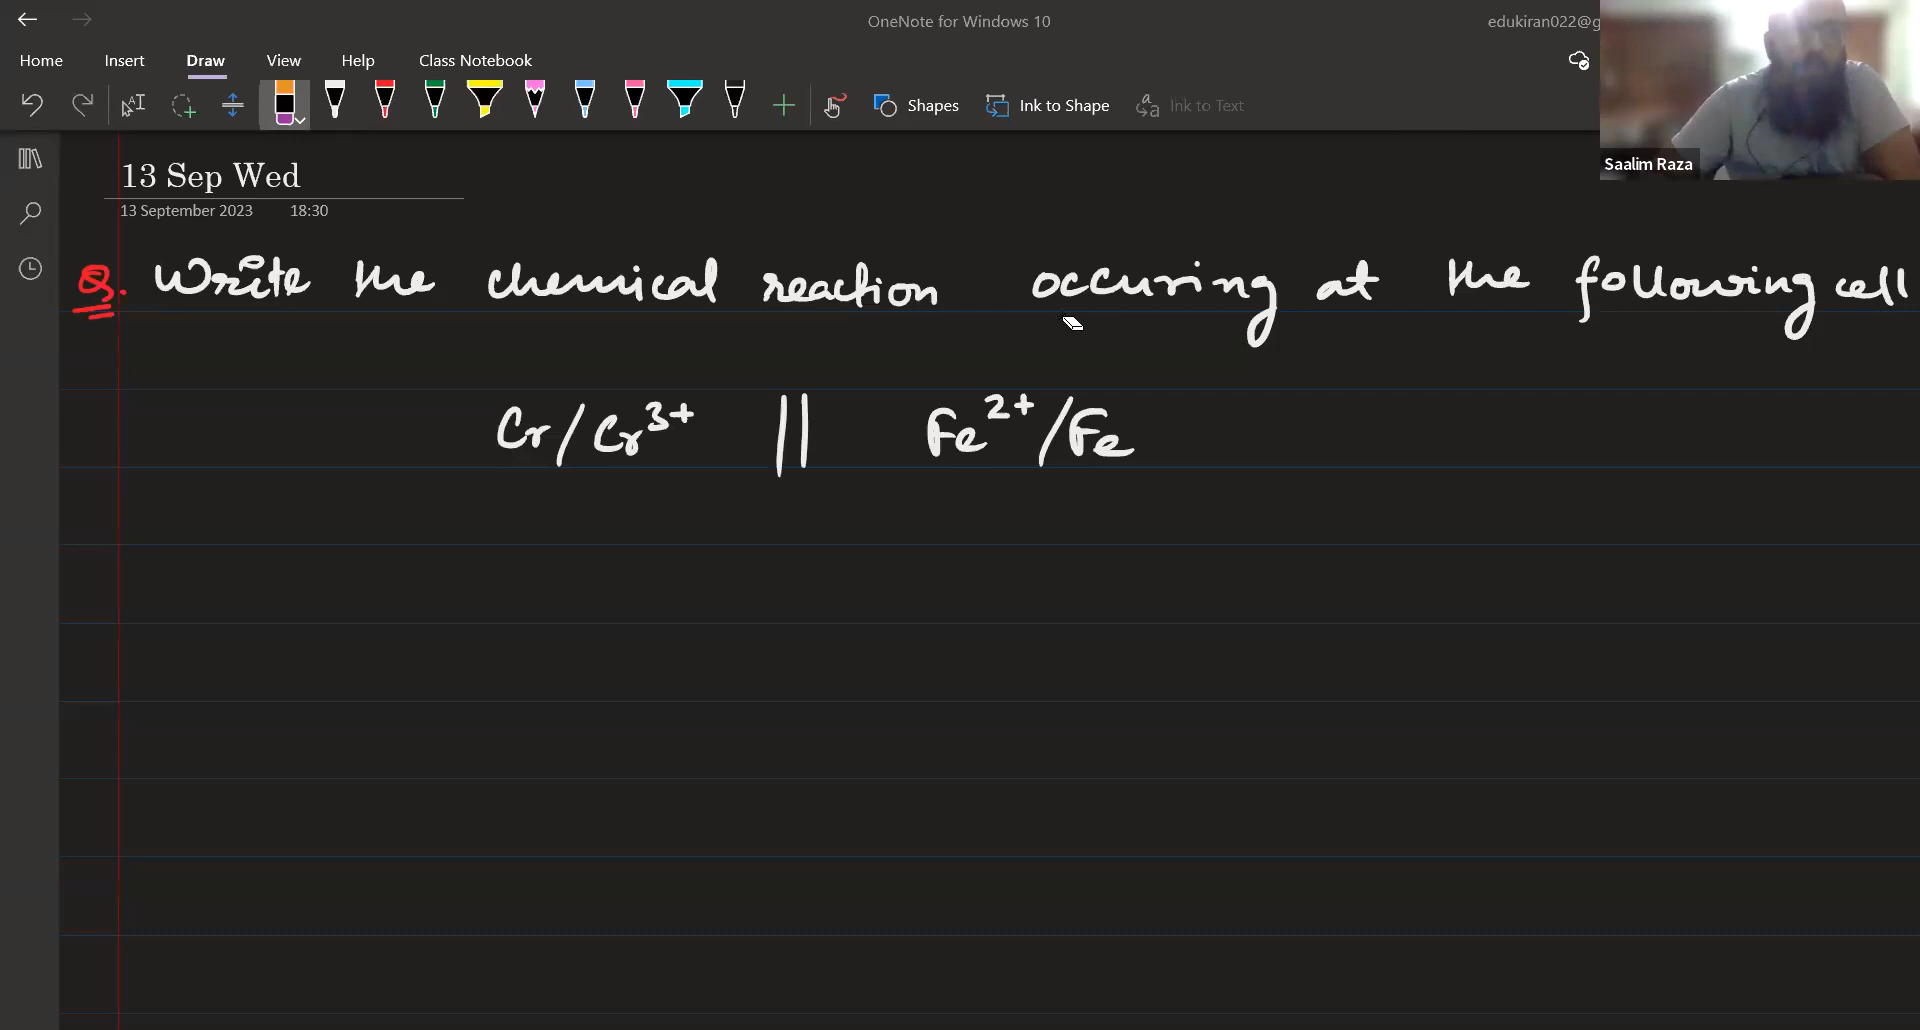 OneNote for Windows 10
edukiran022@g
Home Insert Draw View Help Class Notebook
Shapes Ink to Shape Ink to Text
Saalim Raza
13 Sep Wed
13 September 2023 18:30
Q. Write the chemical reaction occuring at the following cell
Cr/Cr³⁺ || Fe²⁺/Fe